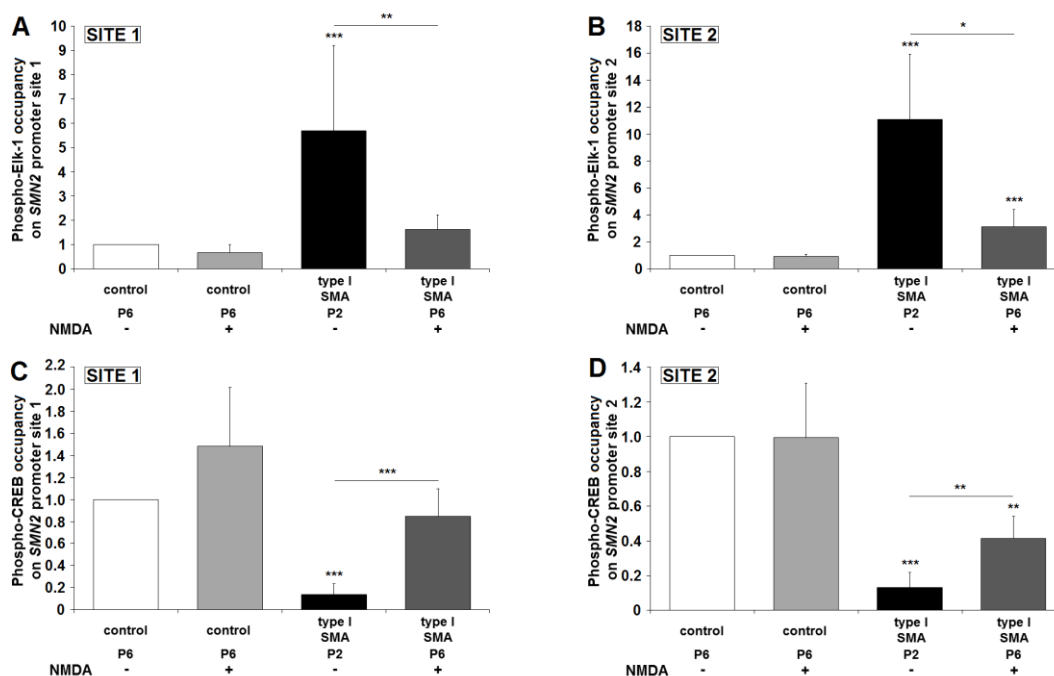 A
SITE 1
Phospho-Elk-1 occupancy
on SMN2 promoter site 1
10
9
8
7
6
5
4
3
2
1
0
***
**
control
control
type I
SMA
type I
SMA
P6
P6
P2
P6
NMDA - + - +
B
SITE 2
Phospho-Elk-1 occupancy
on SMN2 promoter site 2
18
16
14
12
10
8
6
4
2
0
***
*
***
control
control
type I
SMA
type I
SMA
P6
P6
P2
P6
NMDA - + - +
C
SITE 1
Phospho-CREB occupancy
on SMN2 promoter site 1
2.2
2.0
1.8
1.6
1.4
1.2
1.0
0.8
0.6
0.4
0.2
0
***
***
control
control
type I
SMA
type I
SMA
P6
P6
P2
P6
NMDA - + - +
D
SITE 2
Phospho-CREB occupancy
on SMN2 promoter site 2
1.4
1.2
1.0
0.8
0.6
0.4
0.2
0
**
***
**
control
control
type I
SMA
type I
SMA
P6
P6
P2
P6
NMDA - + - +